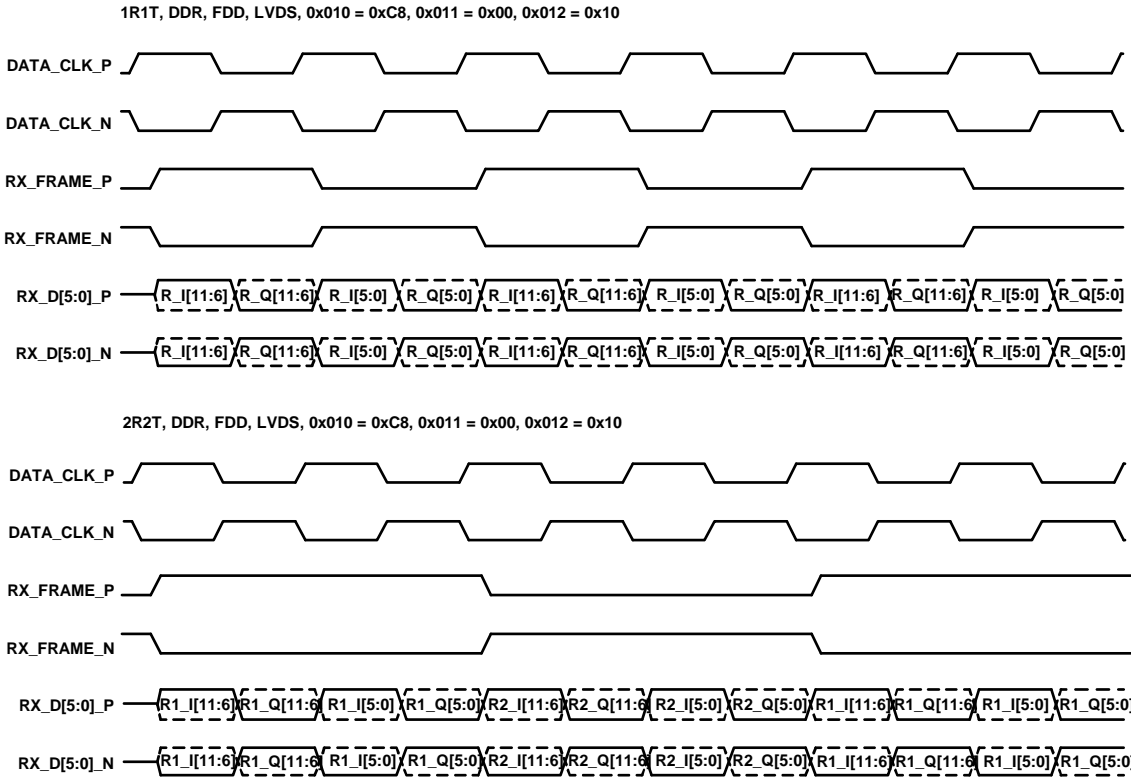 1R1T, DDR, FDD, LVDS, 0x010 = 0xC8, 0x011 = 0x00, 0x012 = 0x10
DATA_CLK_P
DATA_CLK_N
RX_FRAME_P
RX_FRAME_N
RX_D[5:0]_P R_I[11:6] R_Q[11:6] R_I[5:0] R_Q[5:0] R_I[11:6] R_Q[11:6] R_I[5:0] R_Q[5:0] R_I[11:6] R_Q[11:6] R_I[5:0] R_Q[5:0]
RX_D[5:0]_N R_I[11:6] R_Q[11:6] R_I[5:0] R_Q[5:0] R_I[11:6] R_Q[11:6] R_I[5:0] R_Q[5:0] R_I[11:6] R_Q[11:6] R_I[5:0] R_Q[5:0]
2R2T, DDR, FDD, LVDS, 0x010 = 0xC8, 0x011 = 0x00, 0x012 = 0x10
DATA_CLK_P
DATA_CLK_N
RX_FRAME_P
RX_FRAME_N
RX_D[5:0]_P R1_I[11:6] R1_Q[11:6] R1_I[5:0] R1_Q[5:0] R2_I[11:6] R2_Q[11:6] R2_I[5:0] R2_Q[5:0] R1_I[11:6] R1_Q[11:6] R1_I[5:0] R1_Q[5:0]
RX_D[5:0]_N R1_I[11:6] R1_Q[11:6] R1_I[5:0] R1_Q[5:0] R2_I[11:6] R2_Q[11:6] R2_I[5:0] R2_Q[5:0] R1_I[11:6] R1_Q[11:6] R1_I[5:0] R1_Q[5:0]